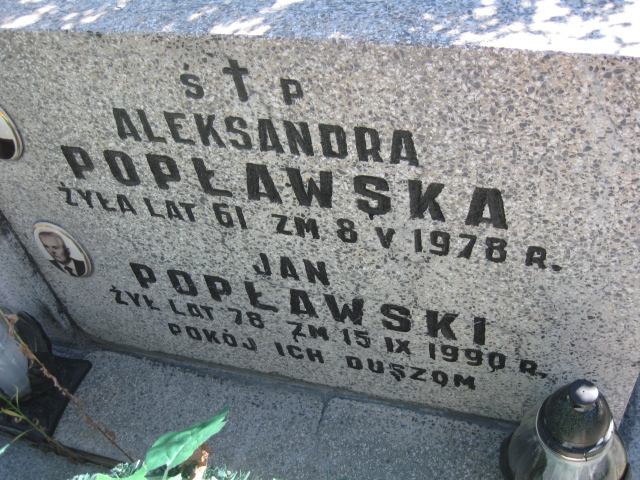 Ś † P
ALEKSANDRA
POPŁAWSKA
ŻYŁA LAT 61 ZM 8 V 1978 R.
JAN
POPŁAWSKI
ŻYŁ LAT 78 ZM 15 IX 1990 R.
POKÓJ ICH DUSZOM